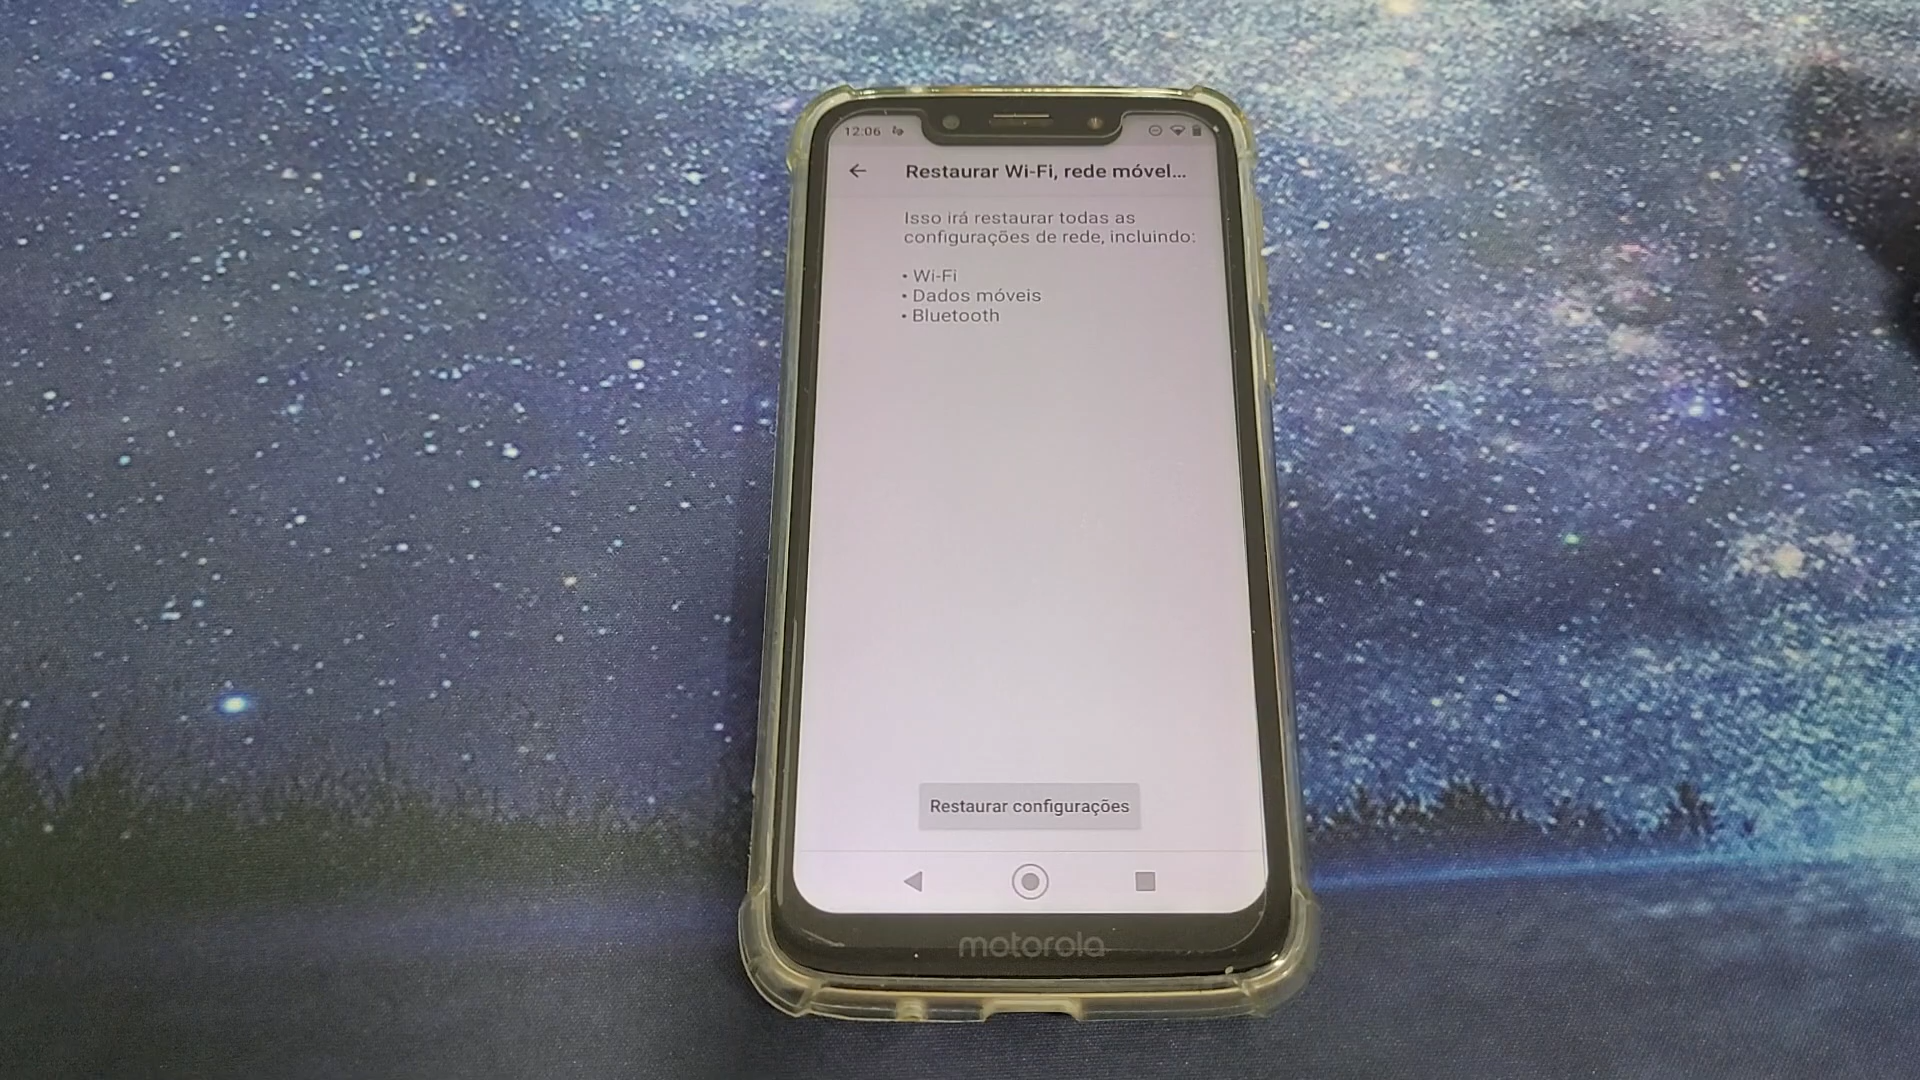 12:06
Restaurar Wi-Fi, rede móvel...
Isso irá restaurar todas as
configurações de rede, incluindo:
• Wi-Fi
• Dados móveis
• Bluetooth
Restaurar configurações
motorola